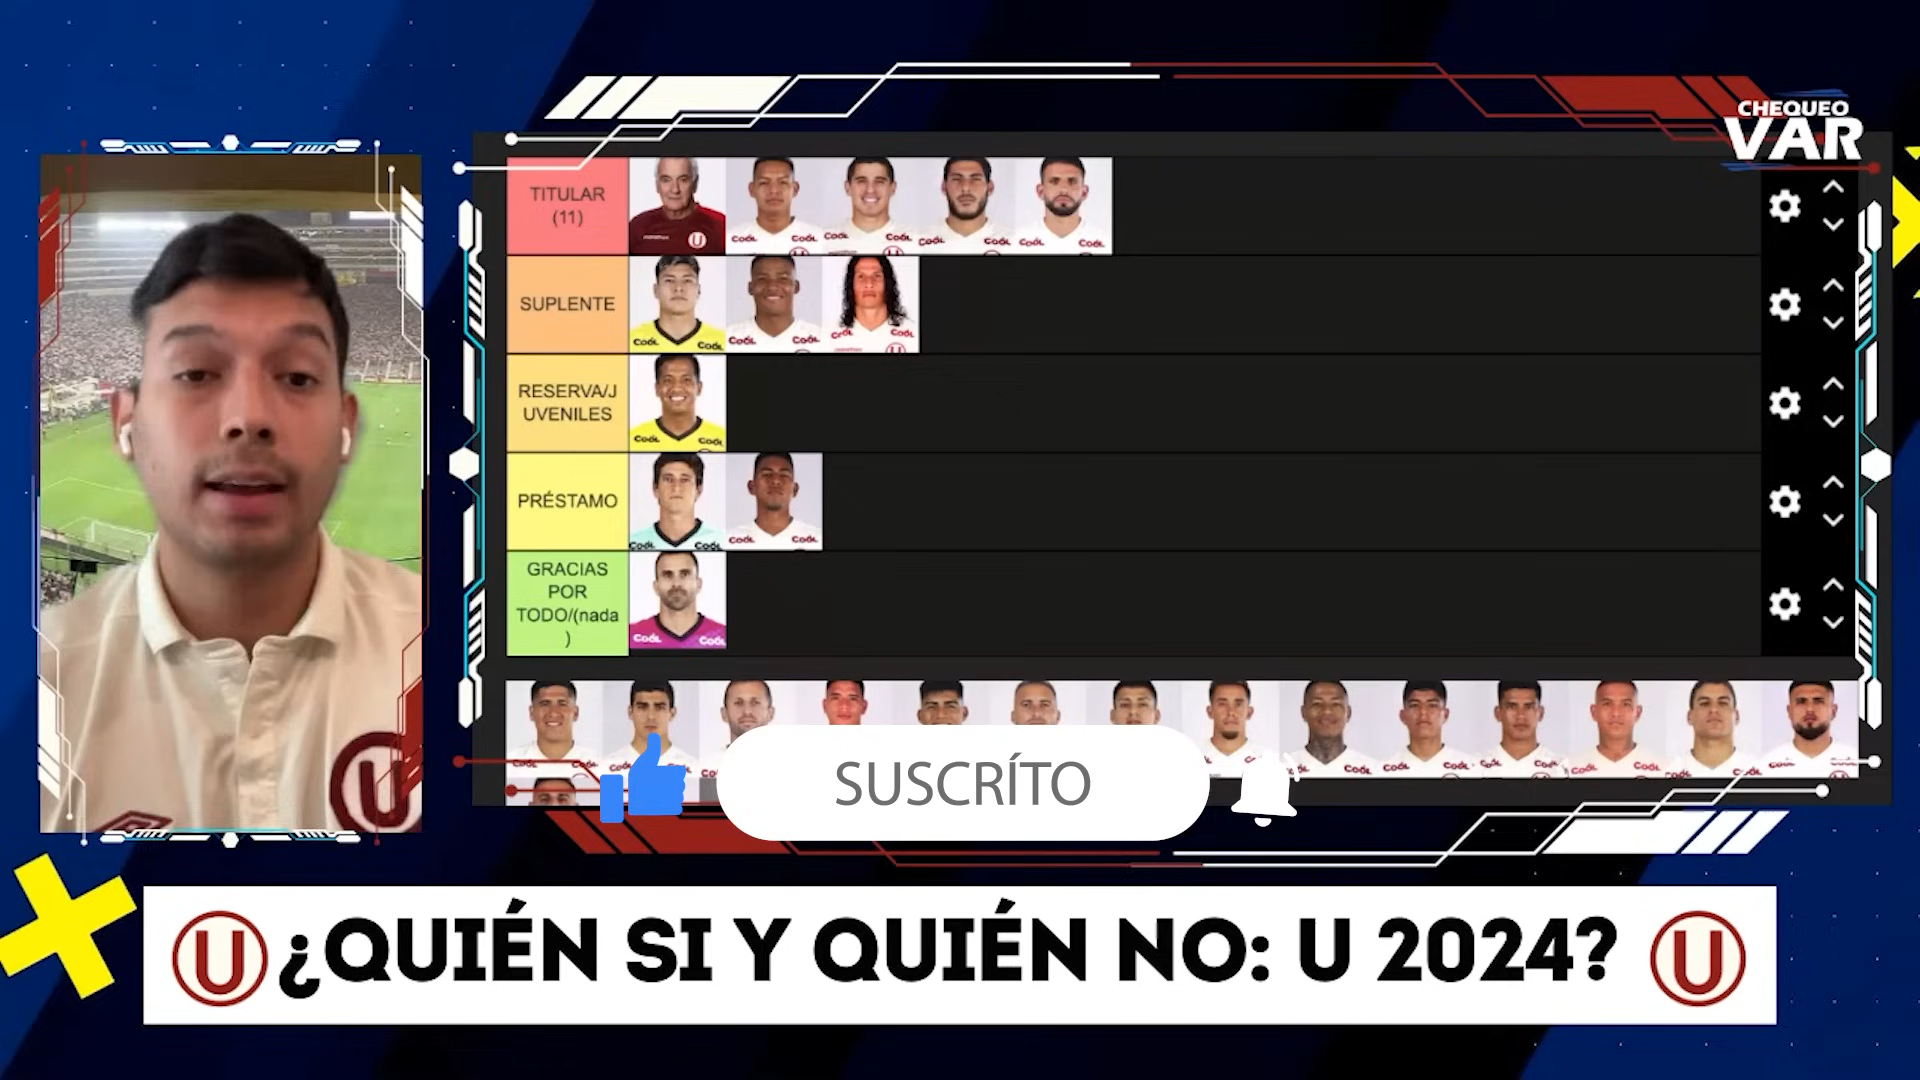 CHEQUEO
VAR
TITULAR
(11)
SUPLENTE
RESERVA/J
UVENILES
PRÉSTAMO
GRACIAS
POR
TODO/(nada
)
SUSCRÍTO
U ¿QUIÉN SI Y QUIÉN NO: U 2024? U